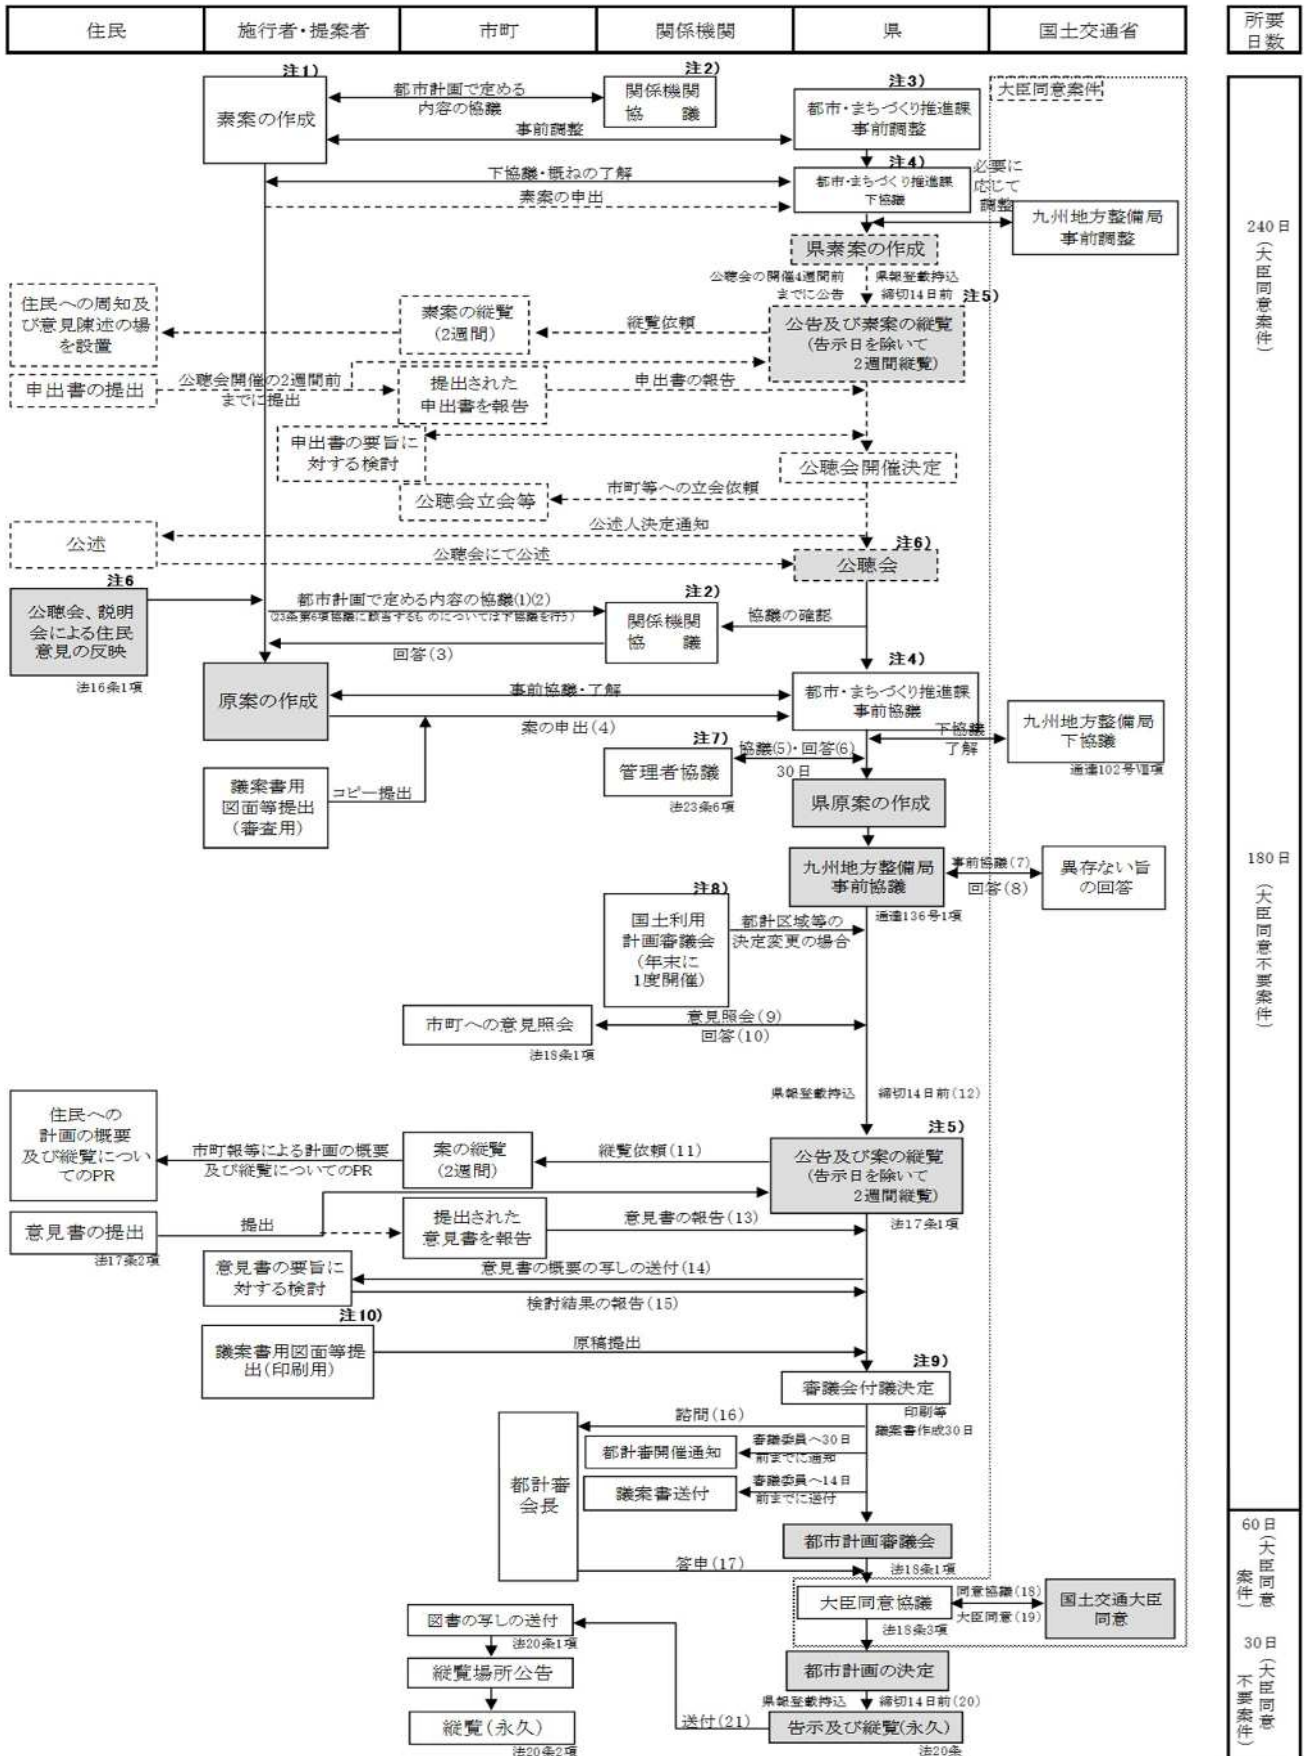 住民
施行者・提案者
市町
関係機関
県
国土交通省
所要
日数
注1)
素案の作成
都市計画で定める
内容の協議
注2)
関係機関
協　議
注3)
都市・まちづくり推進課
事前調整
大臣同意案件
事前調整
注4)
都市・まちづくり推進課
下協議
下協議・概ねの了解
素案の申出
必要に
応じて
調整
九州地方整備局
事前調整
240日
(大臣同意案件)
県素案の作成
公聴会の開催4週間前
までに公告
県報登載持込
締切14日前
注5)
住民への周知及
び意見陳述の場
を設置
素案の縦覧
(2週間)
縦覧依頼
公告及び素案の縦覧
(告示日を除いて
2週間縦覧)
申出書の提出
公聴会開催の2週間前
までに提出
提出された
申出書を報告
申出書の報告
申出書の要旨に
対する検討
公聴会開催決定
公聴会立会等
市町等への立会依頼
公述人決定通知
公述
公聴会にて公述
注6)
公聴会
注6
公聴会、説明
会による住民
意見の反映
法16条1項
都市計画で定める内容の協議(1)(2)
(23条第6項協議に該当するものについては下協議を行う)
注2)
関係機関
協　議
協議の確認
回答(3)
原案の作成
事前協議・了解
案の申出(4)
注4)
都市・まちづくり推進課
事前協議
下協議
了解
九州地方整備局
下協議
通達102号Ⅶ項
注7)
管理者協議
法23条6項
協議(5)・回答(6)
30日
議案書用
図面等提出
(審査用)
コピー提出
県原案の作成
九州地方整備局
事前協議
通達136号1項
事前協議(7)
回答(8)
異存ない旨
の回答
180日
(大臣同意不要案件)
注8)
国土利用
計画審議会
(年末に
1度開催)
都計区域等の
決定変更の場合
市町への意見照会
法18条1項
意見照会(9)
回答(10)
県報登載持込
締切14日前(12)
住民への
計画の概要
及び縦覧につい
てのPR
市町報等による計画の概要
及び縦覧についてのPR
案の縦覧
(2週間)
縦覧依頼(11)
注5)
公告及び案の縦覧
(告示日を除いて
2週間縦覧)
法17条1項
意見書の提出
法17条2項
提出
提出された
意見書を報告
意見書の報告(13)
意見書の要旨に
対する検討
意見書の概要の写しの送付(14)
検討結果の報告(15)
注10)
議案書用図面等提
出(印刷用)
原稿提出
注9)
審議会付議決定
印刷等
議案書作成30日
都計審
会長
諮問(16)
都計審開催通知
審議委員へ30日
前までに通知
議案書送付
審議委員へ14日
前までに送付
都市計画審議会
法18条1項
答申(17)
60日
(大臣同意
案件)
大臣同意協議
法18条3項
同意協議(18)
大臣同意(19)
国土交通大臣
同意
図書の写しの送付
法20条1項
縦覧場所公告
縦覧(永久)
法20条2項
都市計画の決定
県報登載持込
締切14日前(20)
送付(21)
告示及び縦覧(永久)
法20条
30日
(大臣同意
不要案件)